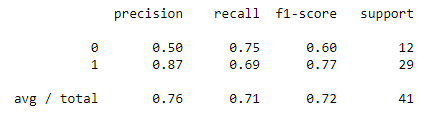 precision recall f1-score support
0 0.50 0.75 0.60 12
1 0.87 0.69 0.77 29
avg / total 0.76 0.71 0.72 41